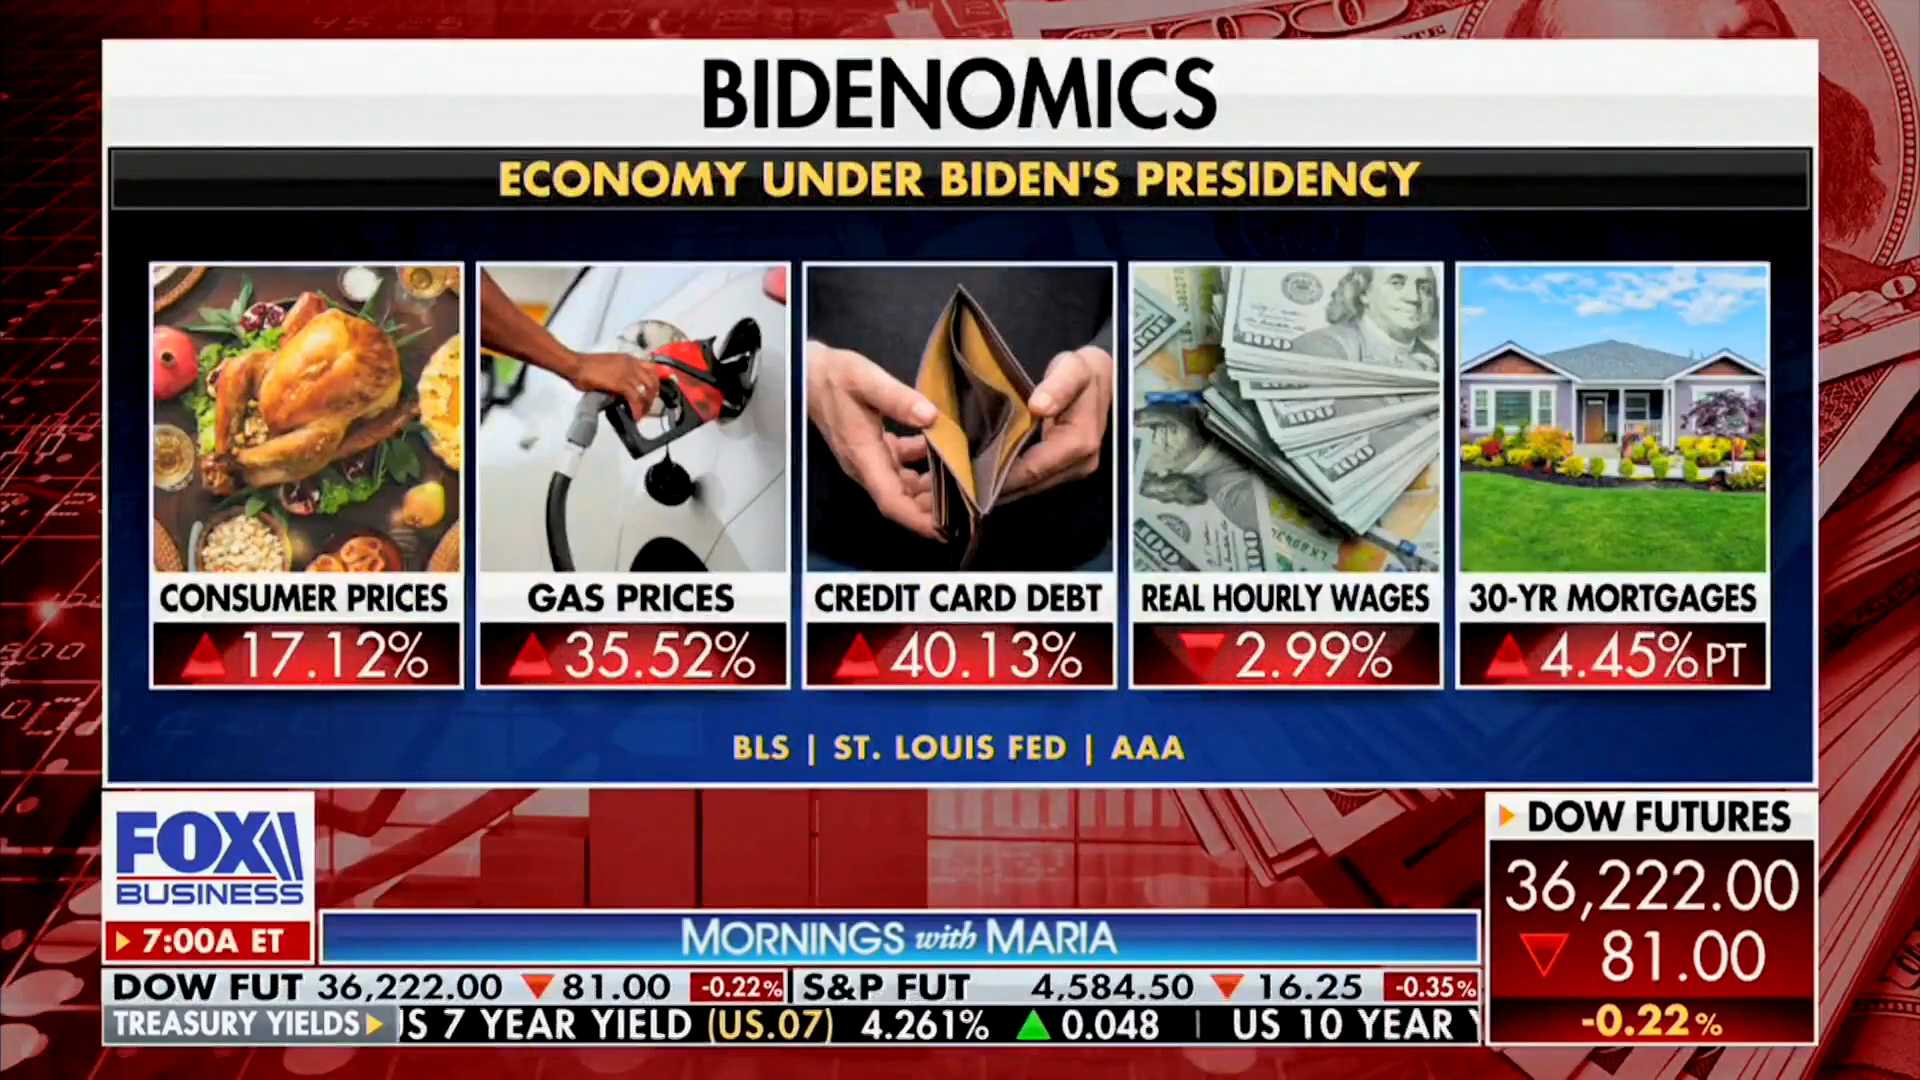 BIDENOMICS
ECONOMY UNDER BIDEN'S PRESIDENCY
CONSUMER PRICES
▲ 17.12%
GAS PRICES
▲ 35.52%
CREDIT CARD DEBT
▲ 40.13%
REAL HOURLY WAGES
▼ 2.99%
30-YR MORTGAGES
▲ 4.45% PT
BLS | ST. LOUIS FED | AAA
FOX
BUSINESS
7:00A ET
MORNINGS with MARIA
DOW FUTURES
36,222.00
▼ 81.00
-0.22%
DOW FUT 36,222.00 ▼ 81.00 -0.22% S&P FUT 4,584.50 ▼ 16.25 -0.35%
TREASURY YIELDS US 7 YEAR YIELD (US.07) 4.261% ▲ 0.048 | US 10 YEAR